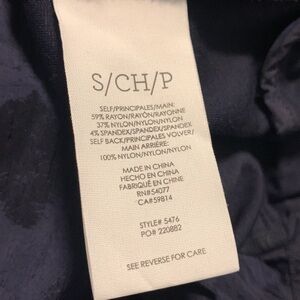 S/CH/P
SELF/PRINCIPALES/MAIN:
59% RAYON/RAYÓN/RAYONNE
37% NYLON/NYLON/NYLON
4% SPANDEX/SPANDEX/SPANDEX
SELF BACK/PRINCIPALES VOLVER/
MAIN ARRIÈRE:
100% NYLON/NYLON/NYLON
MADE IN CHINA
HECHO EN CHINA
FABRIQUÉ EN CHINE
RN#54077
CA#59814
STYLE# 5476
PO# 220882
SEE REVERSE FOR CARE